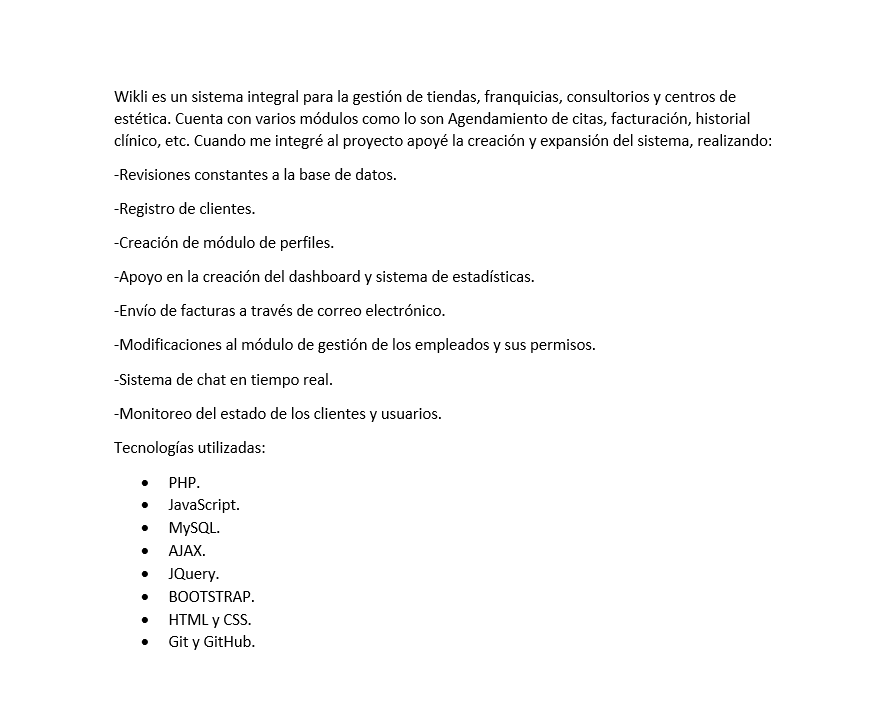 Wikli es un sistema integral para la gestión de tiendas, franquicias, consultorios y centros de
estética. Cuenta con varios módulos como lo son Agendamiento de citas, facturación, historial
clínico, etc. Cuando me integré al proyecto apoyé la creación y expansión del sistema, realizando:
-Revisiones constantes a la base de datos.
-Registro de clientes.
-Creación de módulo de perfiles.
-Apoyo en la creación del dashboard y sistema de estadísticas.
-Envío de facturas a través de correo electrónico.
-Modificaciones al módulo de gestión de los empleados y sus permisos.
-Sistema de chat en tiempo real.
-Monitoreo del estado de los clientes y usuarios.
Tecnologías utilizadas:
• PHP.
• JavaScript.
• MySQL.
• AJAX.
• JQuery.
• BOOTSTRAP.
• HTML y CSS.
• Git y GitHub.